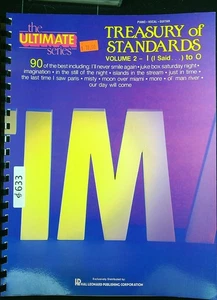 PIANO • VOCAL • GUITAR
the
ULTIMATE
series
TREASURY of
STANDARDS
VOLUME 2 – I (I Said . . .) to O
90 of the best including: i'll never smile again • juke box saturday night •
imagination • in the still of the night • islands in the stream • just in time •
the last time i saw paris • misty • moon over miami • more • ol' man river •
our day will come
IMA
#633
Exclusively Distributed by
HAL LEONARD PUBLISHING CORPORATION